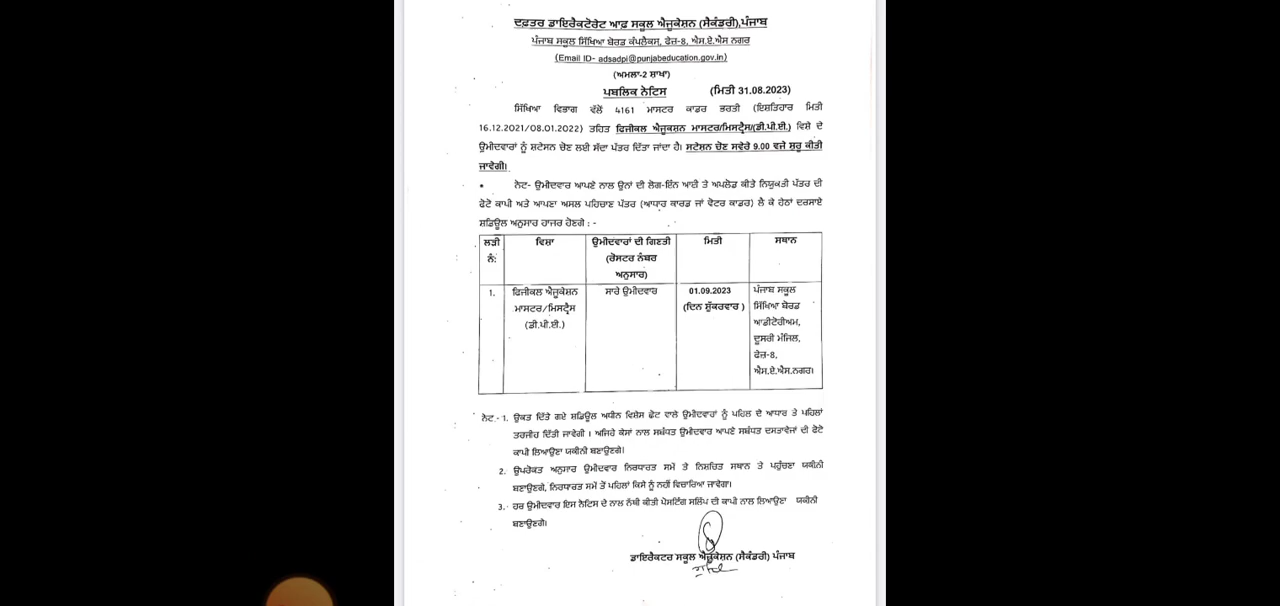 ਦਫ਼ਤਰ ਡਾਇਰੈਕਟੋਰੇਟ ਆਫ਼ ਸਕੂਲ ਐਜੂਕੇਸ਼ਨ (ਸੈਕੰਡਰੀ),ਪੰਜਾਬ
ਪੰਜਾਬ ਸਕੂਲ ਸਿੱਖਿਆ ਬੋਰਡ ਕੰਪਲੈਕਸ, ਫੇਜ਼-8, ਐਸ.ਏ.ਐਸ ਨਗਰ
(Email ID- adsadpi@punjabeducation.gov.in)
(ਅਮਲਾ-2 ਸ਼ਾਖਾ)
ਪਬਲਿਕ ਨੋਟਿਸ (ਮਿਤੀ 31.08.2023)
ਸਿੱਖਿਆ ਵਿਭਾਗ ਵੱਲੋਂ 4161 ਮਾਸਟਰ ਕਾਡਰ ਭਰਤੀ (ਇਸ਼ਤਿਹਾਰ ਮਿਤੀ
16.12.2021/08.01.2022) ਤਹਿਤ ਫਿਜੀਕਲ ਐਜੂਕੇਸ਼ਨ ਮਾਸਟਰ/ਮਿਸਟ੍ਰੈਸ/(ਡੀ.ਪੀ.ਈ.) ਵਿਸ਼ੇ ਦੇ
ਉਮੀਦਵਾਰਾਂ ਨੂੰ ਸ਼ਟੇਸਨ ਚੋਣ ਲਈ ਸੱਦਾ ਪੱਤਰ ਦਿੱਤਾ ਜਾਂਦਾ ਹੈ। ਸਟੇਸ਼ਨ ਚੋਣ ਸਵੇਰੇ 9.00 ਵਜੇ ਸ਼ੁਰੂ ਕੀਤੀ
ਜਾਵੇਗੀ।
• ਨੋਟ- ਉਮੀਦਵਾਰ ਆਪਣੇ ਨਾਲ ਉਨਾਂ ਦੀ ਲੋਗ-ਇੰਨ ਆਈ ਤੇ ਅਪਲੋਡ ਕੀਤੇ ਨਿਯੁਕਤੀ ਪੱਤਰ ਦੀ
ਫੋਟੋ ਕਾਪੀ ਅਤੇ ਆਪਣਾ ਅਸਲ ਪਹਿਚਾਣ ਪੱਤਰ (ਆਧਾਰ ਕਾਰਡ ਜਾਂ ਵੋਟਰ ਕਾਡਰ) ਲੈ ਕੇ ਹੇਠਾਂ ਦਰਸਾਏ
ਸ਼ਡਿਊਲ ਅਨੁਸਾਰ ਹਾਜਰ ਹੋਣਗੇ : -
ਲੜੀ ਨੰ: ਵਿਸ਼ਾ ਉਮੀਦਵਾਰਾਂ ਦੀ ਗਿਣਤੀ (ਰੋਸਟਰ ਨੰਬਰ ਅਨੁਸਾਰ) ਮਿਤੀ ਸਥਾਨ
1. ਫਿਜੀਕਲ ਐਜੂਕੇਸ਼ਨ ਮਾਸਟਰ/ਮਿਸਟ੍ਰੈਸ (ਡੀ.ਪੀ.ਈ.) ਸਾਰੇ ਉਮੀਦਵਾਰ 01.09.2023 (ਦਿਨ ਸ਼ੁੱਕਰਵਾਰ ) ਪੰਜਾਬ ਸਕੂਲ
ਸਿੱਖਿਆ ਬੋਰਡ
ਆਡੀਟੋਰੀਅਮ,
ਦੂਸਰੀ ਮੰਜਿਲ,
ਫੇਜ਼-8,
ਐਸ.ਏ.ਐਸ.ਨਗਰ।
ਨੋਟ.- 1. ਉਕਤ ਦਿੱਤੇ ਗਏ ਸ਼ਡਿਊਲ ਅਧੀਨ ਵਿਸ਼ੇਸ ਛੋਟ ਵਾਲੇ ਉਮੀਦਵਾਰਾਂ ਨੂੰ ਪਹਿਲ ਦੇ ਆਧਾਰ ਤੇ ਪਹਿਲਾਂ
ਤਰਜੀਹ ਦਿੱਤੀ ਜਾਵੇਗੀ । ਅਜਿਹੇ ਕੇਸਾਂ ਨਾਲ ਸਬੰਧਤ ਉਮੀਦਵਾਰ ਆਪਣੇ ਸਬੰਧਤ ਦਸਤਾਵੇਜਾਂ ਦੀ ਫੋਟੋ
ਕਾਪੀ ਲਿਆਉਣਾ ਯਕੀਨੀ ਬਣਾਉਣਗੇ।
2. ਉਪਰੋਕਤ ਅਨੁਸਾਰ ਉਮੀਦਵਾਰ ਨਿਰਧਾਰਤ ਸਮੇਂ ਤੇ ਨਿਸ਼ਚਿਤ ਸਥਾਨ ਤੇ ਪਹੁੰਚਣਾ ਯਕੀਨੀ
ਬਣਾਉਣਗੇ, ਨਿਰਧਾਰਤ ਸਮੇਂ ਤੋਂ ਪਹਿਲਾਂ ਕਿਸੇ ਨੂੰ ਨਹੀਂ ਵਿਚਾਰਿਆ ਜਾਵੇਗਾ।
3. ਹਰ ਉਮੀਦਵਾਰ ਇਸ ਨੋਟਿਸ ਦੇ ਨਾਲ ਨੱਥੀ ਕੀਤੀ ਪੋਸਟਿੰਗ ਸਲਿੱਪ ਦੀ ਕਾਪੀ ਨਾਲ ਲਿਆਉਣਾ ਯਕੀਨੀ
ਬਣਾਉਣਗੇ।
ਡਾਇਰੈਕਟਰ ਸਕੂਲ ਐਜੂਕੇਸ਼ਨ (ਸੈਕੰਡਰੀ) ਪੰਜਾਬ